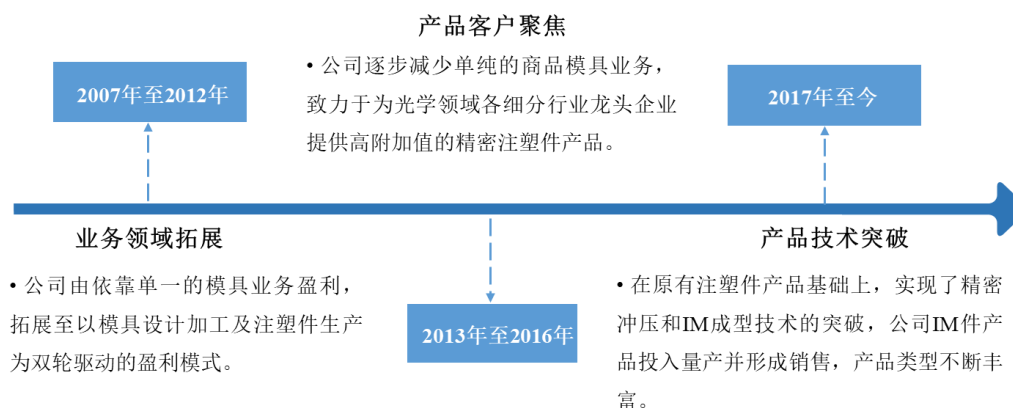 产品客户聚焦
• 公司逐步减少单纯的商品模具业务，
致力于为光学领域各细分行业龙头企业
提供高附加值的精密注塑件产品。
2007年至2012年
2017年至今
业务领域拓展
• 公司由依靠单一的模具业务盈利，
拓展至以模具设计加工及注塑件生产
为双轮驱动的盈利模式。
2013年至2016年
产品技术突破
• 在原有注塑件产品基础上，实现了精密
冲压和IM成型技术的突破，公司IM件产
品投入量产并形成销售，产品类型不断丰
富。